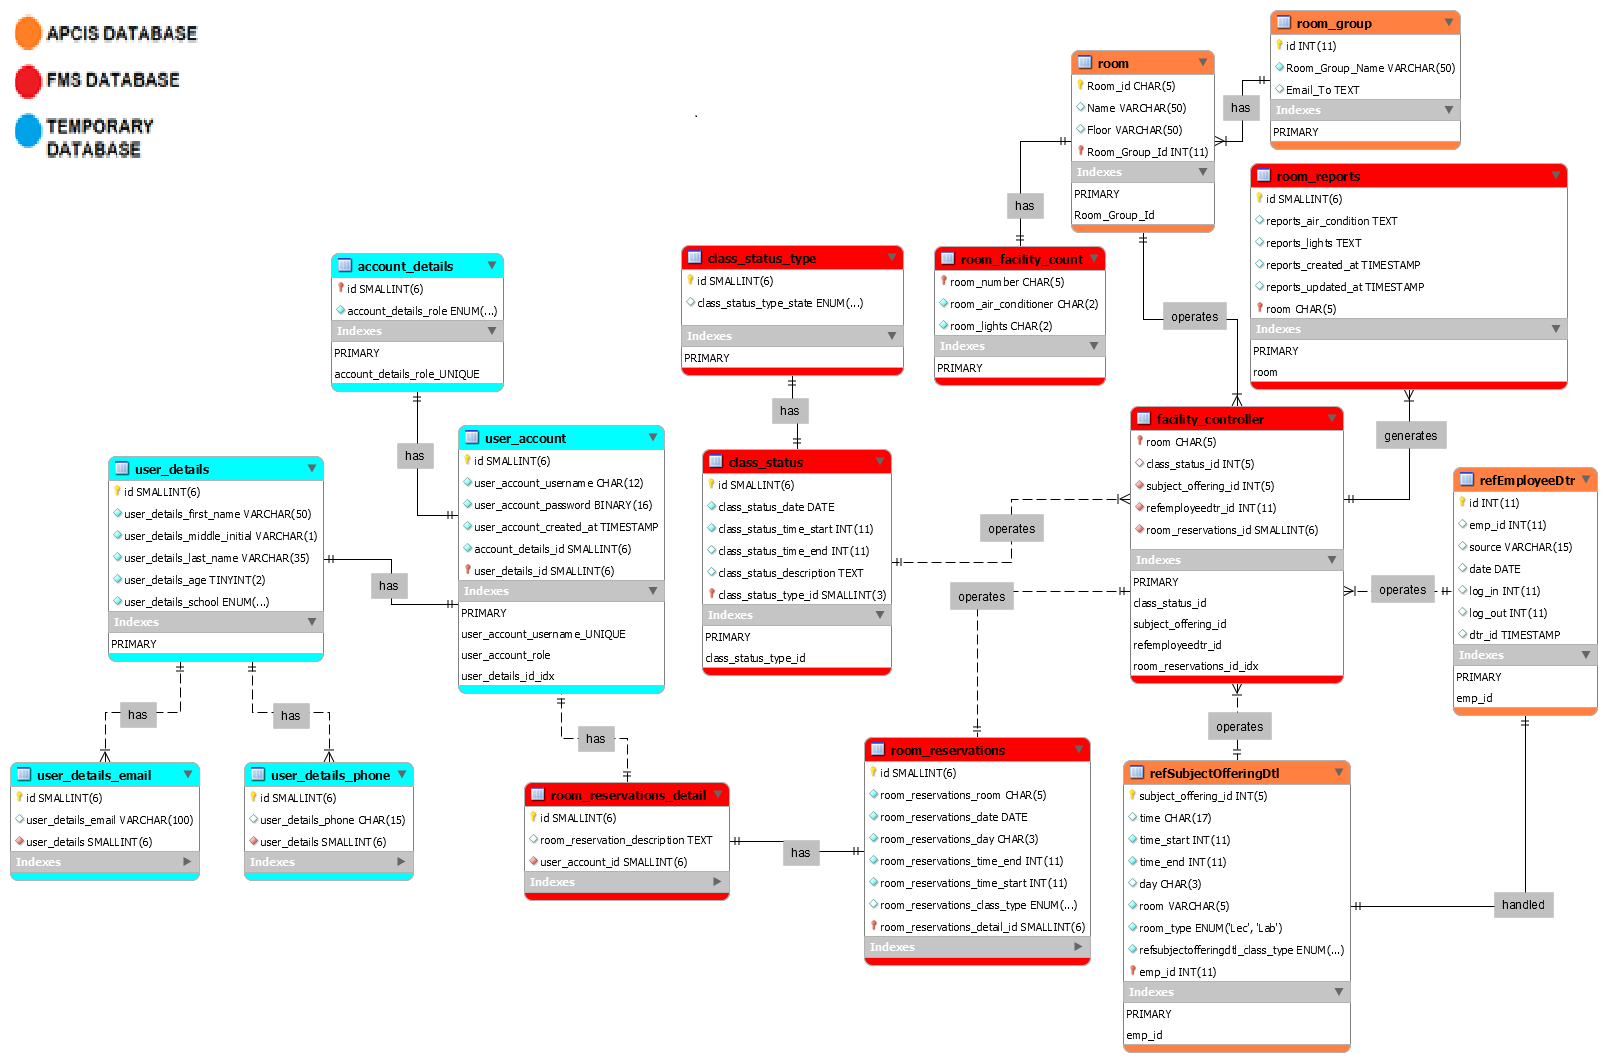 APCIS DATABASE
FMS DATABASE
TEMPORARY
DATABASE
room_group
id INT(11)
Room_Group_Name VARCHAR(50)
Email_To TEXT
Indexes
PRIMARY
has
room
Room_id CHAR(5)
Name VARCHAR(50)
Floor VARCHAR(50)
Room_Group_Id INT(11)
Indexes
PRIMARY
Room_Group_Id
has
operates
room_reports
id SMALLINT(6)
reports_air_condition TEXT
reports_lights TEXT
reports_created_at TIMESTAMP
reports_updated_at TIMESTAMP
room CHAR(5)
Indexes
PRIMARY
room
generates
account_details
id SMALLINT(6)
account_details_role ENUM(...)
Indexes
PRIMARY
account_details_role_UNIQUE
has
class_status_type
id SMALLINT(6)
class_status_type_state ENUM(...)
Indexes
PRIMARY
has
room_facility_count
room_number CHAR(5)
room_air_conditioner CHAR(2)
room_lights CHAR(2)
Indexes
PRIMARY
user_details
id SMALLINT(6)
user_details_first_name VARCHAR(50)
user_details_middle_initial VARCHAR(1)
user_details_last_name VARCHAR(35)
user_details_age TINYINT(2)
user_details_school ENUM(...)
Indexes
PRIMARY
has
user_account
id SMALLINT(6)
user_account_username CHAR(12)
user_account_password BINARY(16)
user_account_created_at TIMESTAMP
account_details_id SMALLINT(6)
user_details_id SMALLINT(6)
Indexes
PRIMARY
user_account_username_UNIQUE
user_account_role
user_details_id_idx
class_status
id SMALLINT(6)
class_status_date DATE
class_status_time_start INT(11)
class_status_time_end INT(11)
class_status_description TEXT
class_status_type_id SMALLINT(3)
Indexes
PRIMARY
class_status_type_id
operates
operates
facility_controller
room CHAR(5)
class_status_id INT(5)
subject_offering_id INT(5)
refemployeedtr_id INT(11)
room_reservations_id SMALLINT(6)
Indexes
PRIMARY
class_status_id
subject_offering_id
refemployeedtr_id
room_reservations_id_idx
operates
refEmployeeDtr
id INT(11)
emp_id INT(11)
source VARCHAR(15)
date DATE
log_in INT(11)
log_out INT(11)
dtr_id TIMESTAMP
Indexes
PRIMARY
emp_id
has
has
has
operates
user_details_email
id SMALLINT(6)
user_details_email VARCHAR(100)
user_details SMALLINT(6)
Indexes
user_details_phone
id SMALLINT(6)
user_details_phone CHAR(15)
user_details SMALLINT(6)
Indexes
room_reservations_detail
id SMALLINT(6)
room_reservation_description TEXT
user_account_id SMALLINT(6)
Indexes
has
room_reservations
id SMALLINT(6)
room_reservations_room CHAR(5)
room_reservations_date DATE
room_reservations_day CHAR(3)
room_reservations_time_end INT(11)
room_reservations_time_start INT(11)
room_reservations_class_type ENUM(...)
room_reservations_detail_id SMALLINT(6)
Indexes
refSubjectOfferingDtl
subject_offering_id INT(5)
time CHAR(17)
time_start INT(11)
time_end INT(11)
day CHAR(3)
room VARCHAR(5)
room_type ENUM('Lec', 'Lab')
refsubjectofferingdtl_class_type ENUM(...)
emp_id INT(11)
Indexes
PRIMARY
emp_id
handled